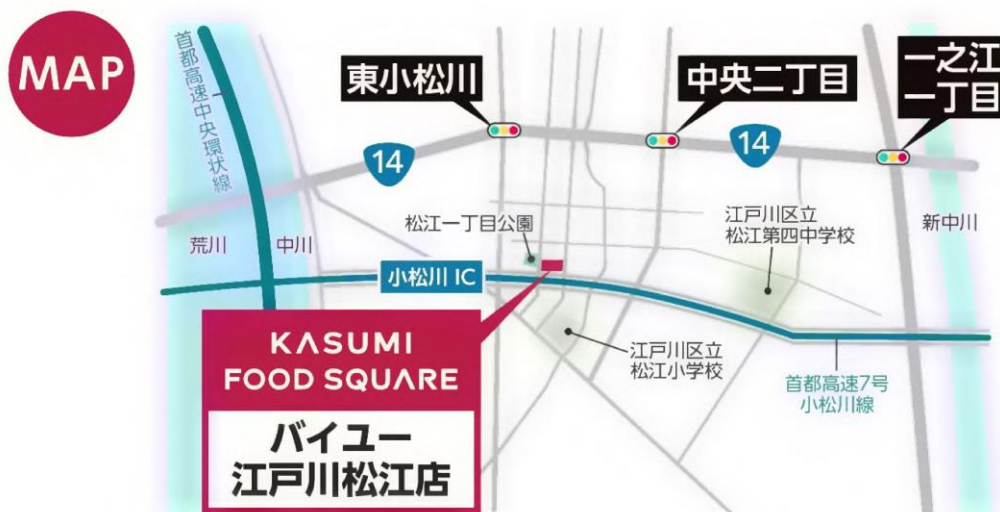 MAP
首都高速中央環状線
東小松川
中央二丁目
一之江
一丁目
14
14
松江一丁目公園
江戸川区立
松江第四中学校
新中川
荒川
中川
小松川 IC
KASUMI
FOOD SQUARE
バイユー
江戸川松江店
江戸川区立
松江小学校
首都高速7号
小松川線